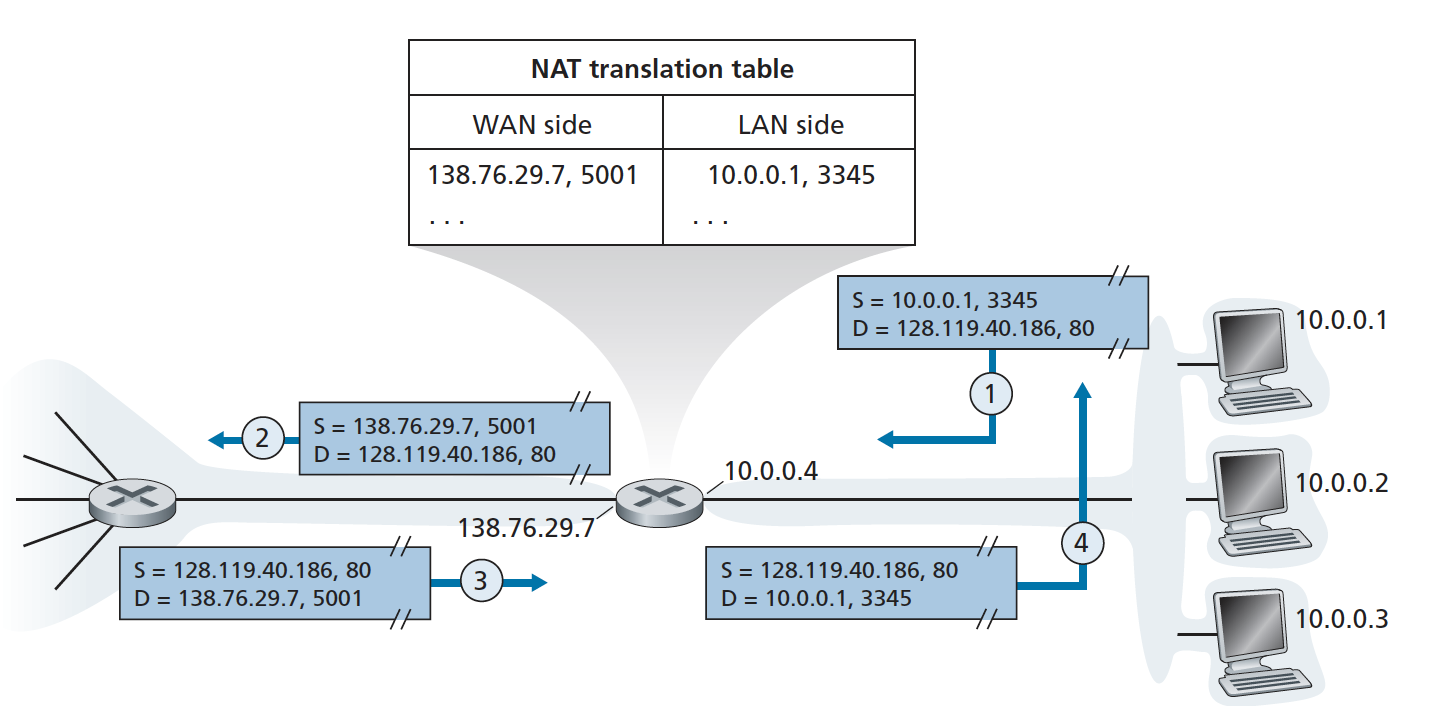 NAT translation table
WAN side
LAN side
138.76.29.7, 5001
10.0.0.1, 3345
. . .
. . .
S = 10.0.0.1, 3345
D = 128.119.40.186, 80
1
10.0.0.1
2
S = 138.76.29.7, 5001
D = 128.119.40.186, 80
10.0.0.4
10.0.0.2
138.76.29.7
S = 128.119.40.186, 80
D = 138.76.29.7, 5001
3
S = 128.119.40.186, 80
D = 10.0.0.1, 3345
4
10.0.0.3